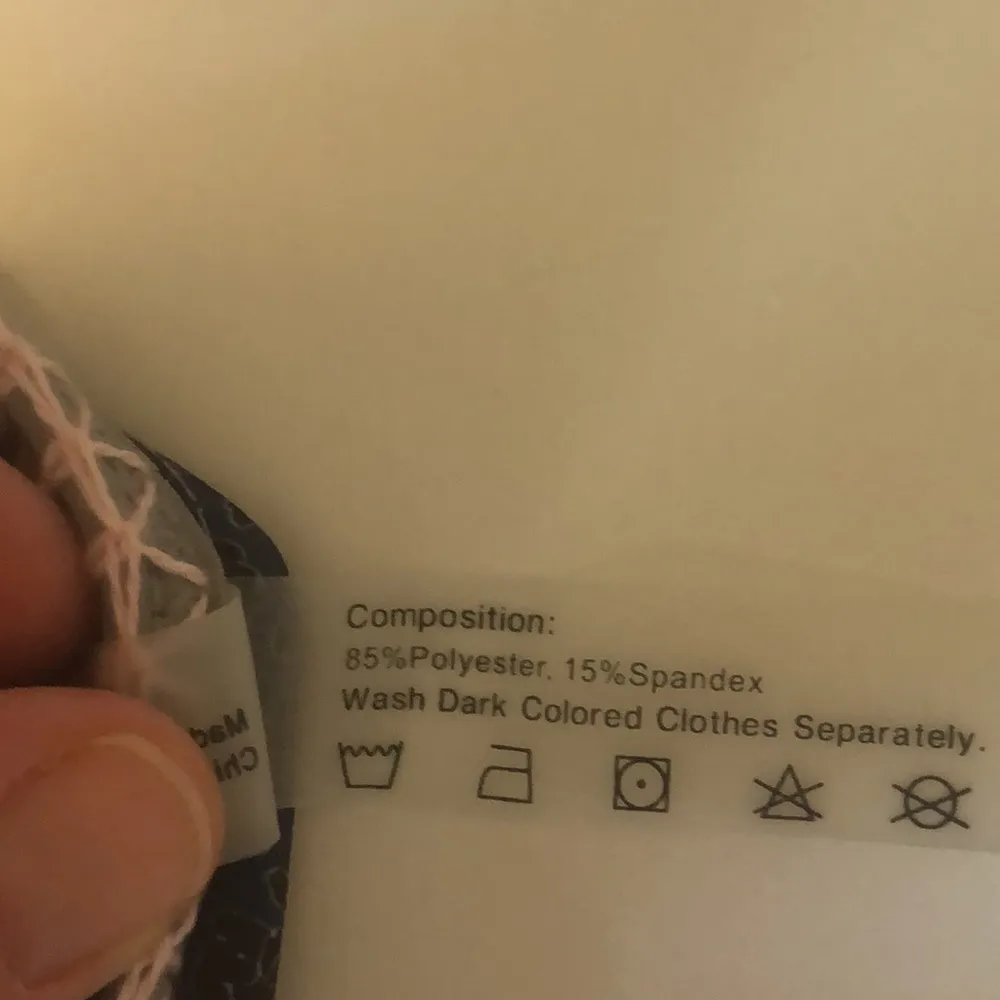 Composition:
85%Polyester, 15%Spandex
Wash Dark Colored Clothes Separately.